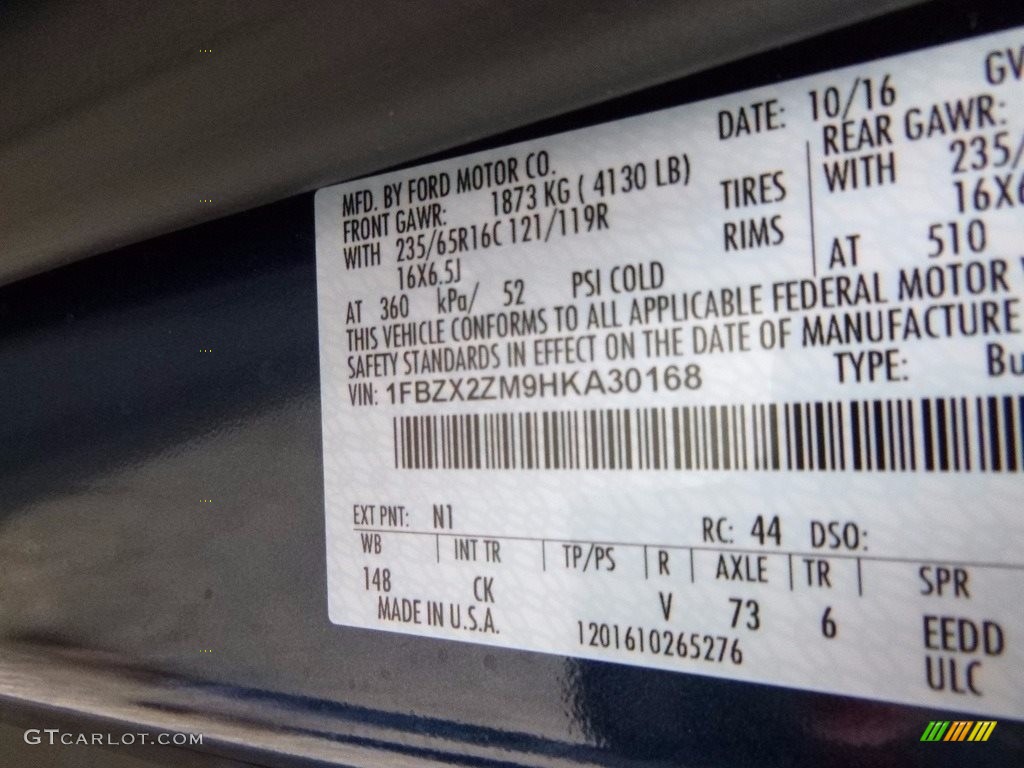 DATE: 10/16 GV
MFD. BY FORD MOTOR CO.
FRONT GAWR: 1873 KG ( 4130 LB) REAR GAWR:
WITH 235/65R16C 121/119R TIRES WITH 235/
16X6.5J RIMS 16X6
AT 360 kPa/ 52 PSI COLD AT 510
THIS VEHICLE CONFORMS TO ALL APPLICABLE FEDERAL MOTOR
SAFETY STANDARDS IN EFFECT ON THE DATE OF MANUFACTURE
VIN: 1FBZX2ZM9HKA30168 TYPE: Bu
EXT PNT: N1 RC: 44 DSO:
WB INT TR TP/PS R AXLE TR SPR
148 CK V 73 6 EEDD
MADE IN U.S.A. 1201610265276 ULC
GTCARLOT.COM